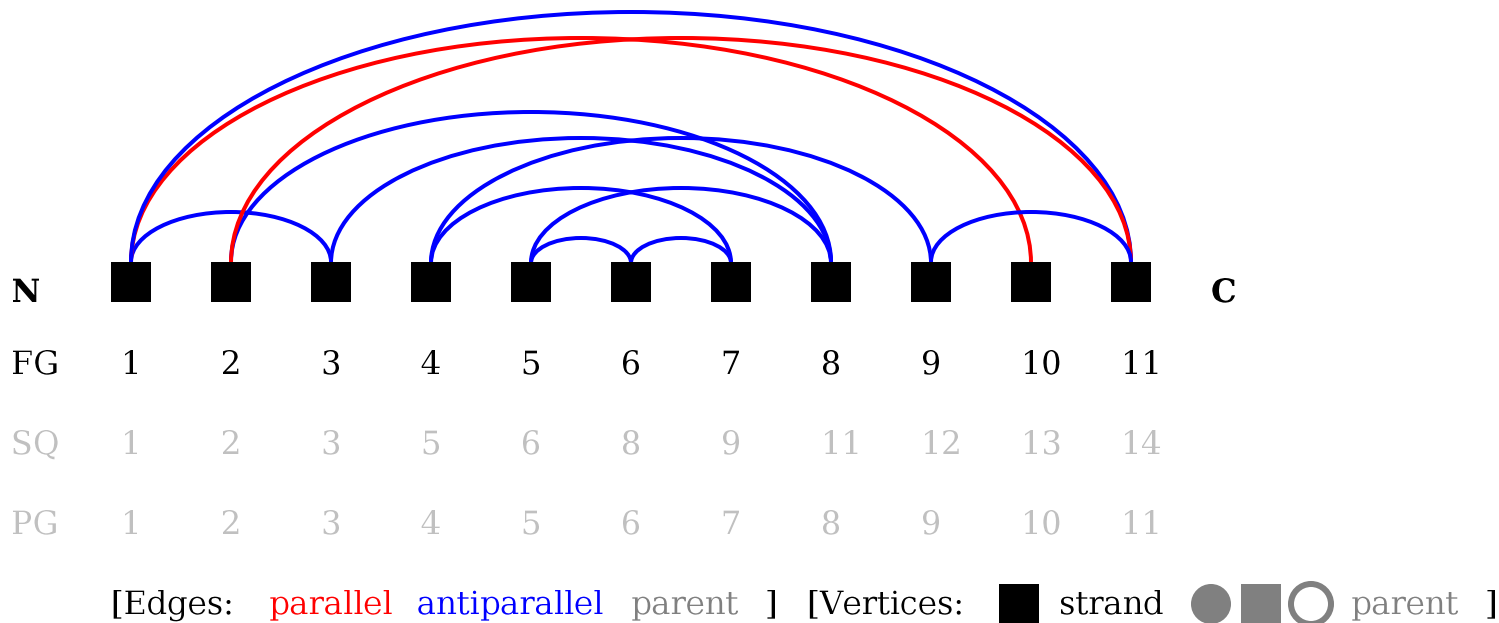 N C
FG 1 2 3 4 5 6 7 8 9 10 11
SQ 1 2 3 5 6 8 9 11 12 13 14
PG 1 2 3 4 5 6 7 8 9 10 11
[Edges: parallel antiparallel parent ] [Vertices: strand parent ]